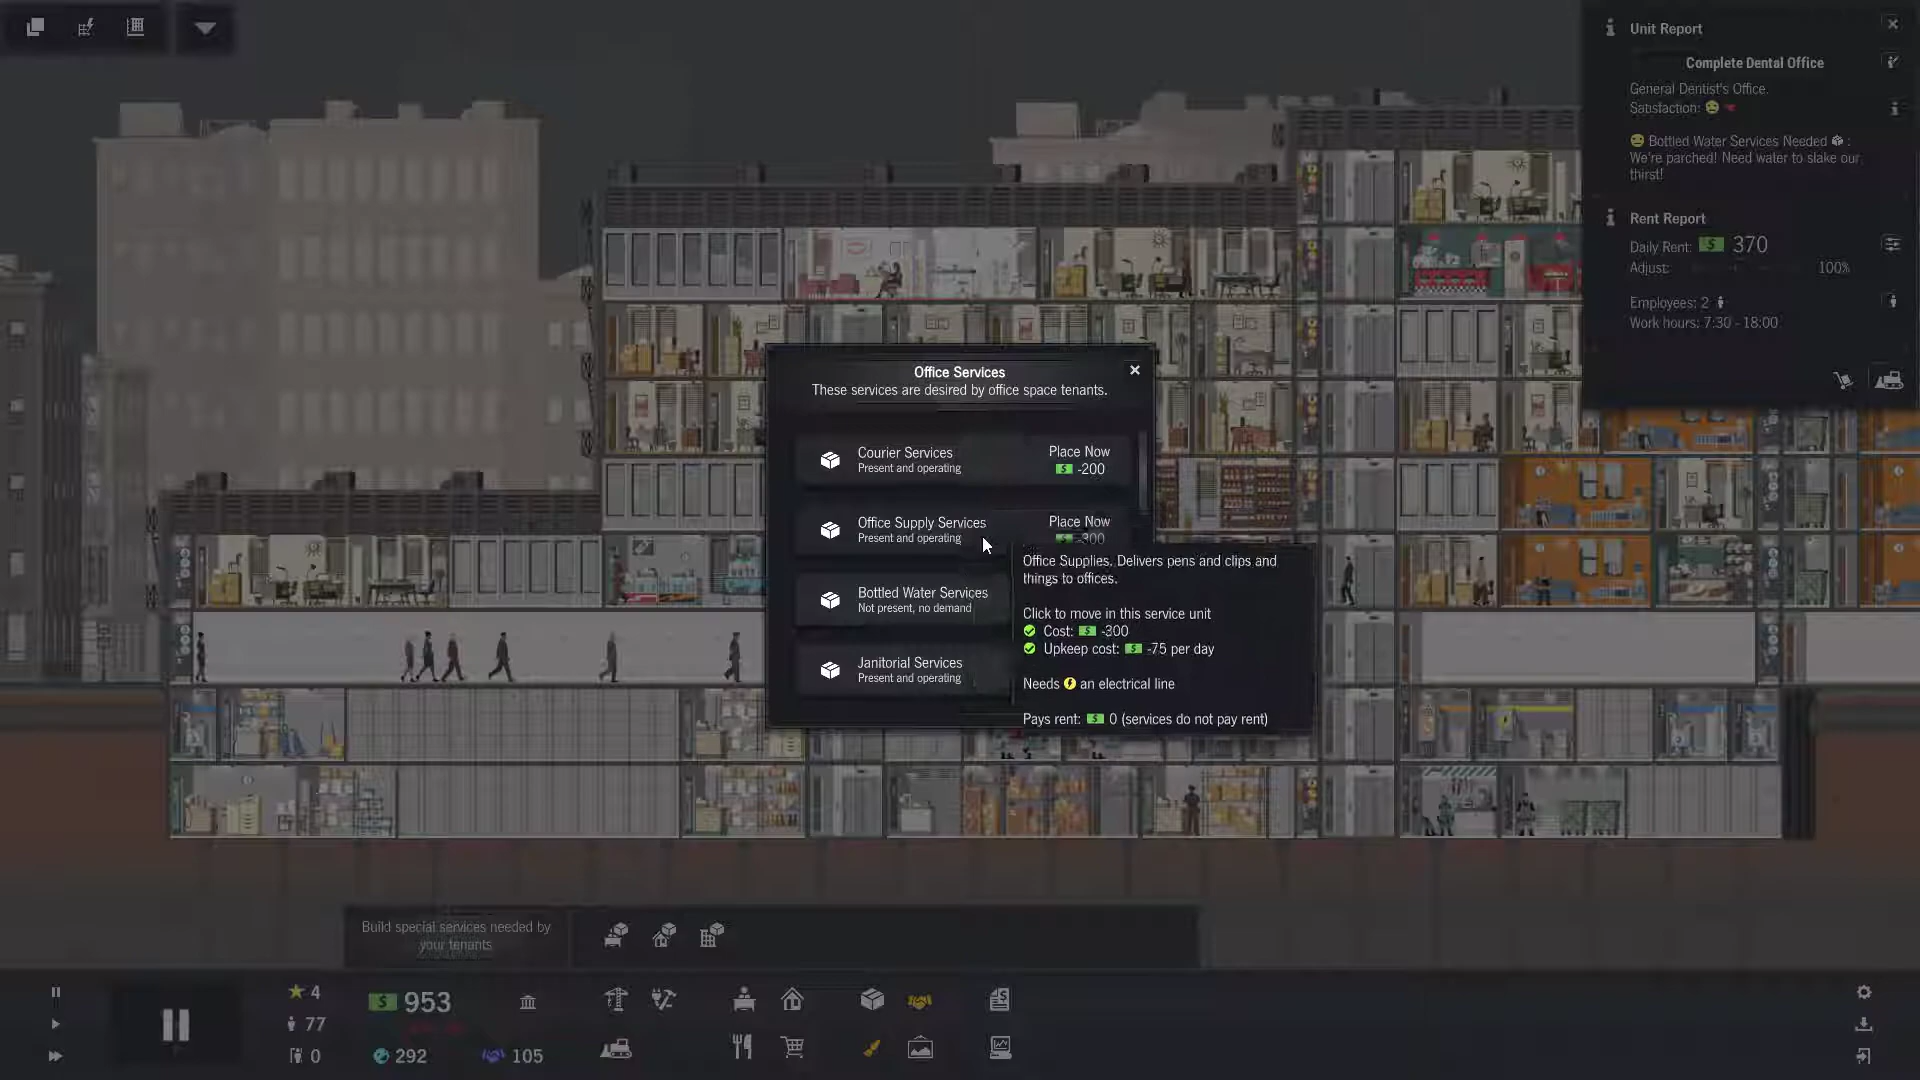 Unit Report
Complete Dental Office
General Dentist's Office.
Satisfaction:
Bottled Water Services Needed :
We're parched! Need water to slake our
thirst!
Rent Report
Daily Rent: $ 370
Adjust: 100%
Employees: 2
Work hours: 7:30 - 18:00
Office Services
These services are desired by office space tenants.
Courier Services
Present and operating
Place Now
$ -200
Office Supply Services
Present and operating
Place Now
$ -300
Bottled Water Services
Not present, no demand
Janitorial Services
Present and operating
Office Supplies. Delivers pens and clips and
things to offices.
Click to move in this service unit
Cost: $ -300
Upkeep cost: $ -75 per day
Needs an electrical line
Pays rent: $ 0 (services do not pay rent)
Build special services needed by
your tenants
4
$ 953
77
0
292
105